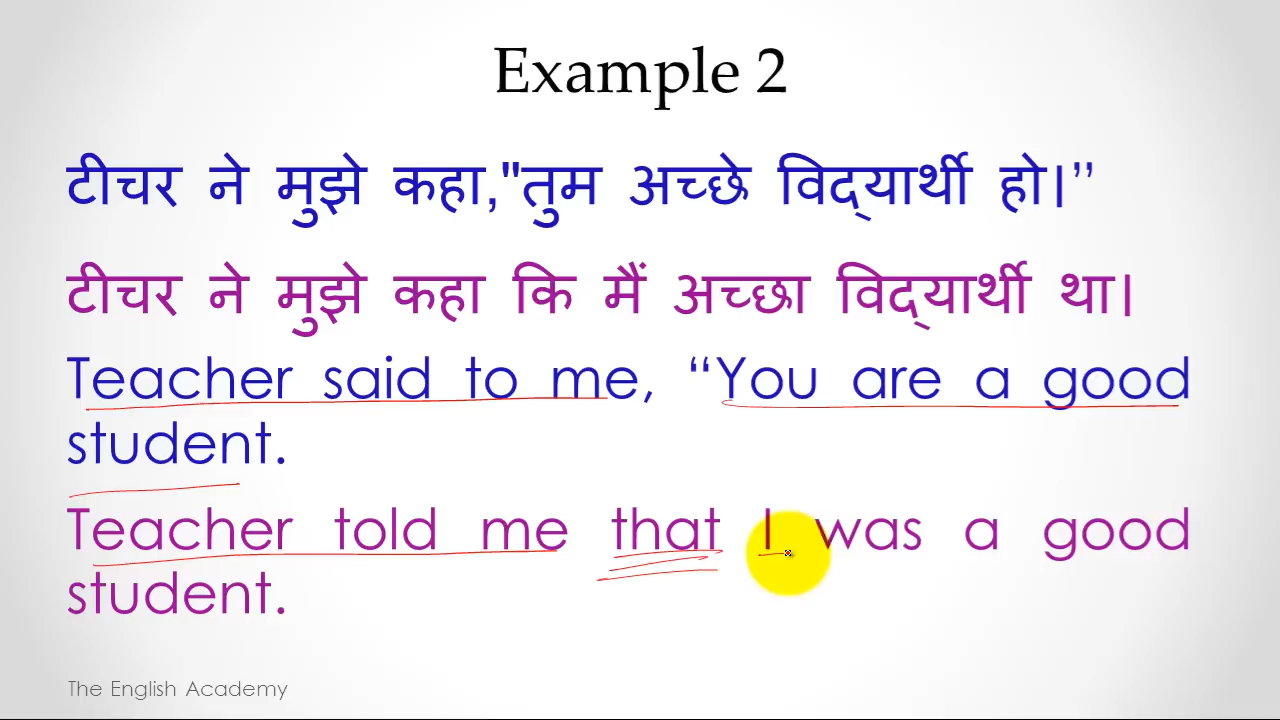 Example 2
टीचर ने मुझे कहा,"तुम अच्छे विद्‌यार्थी हो।”
टीचर ने मुझे कहा कि मैं अच्छा विद्‌यार्थी था।
Teacher said to me, “You are a good
student.
Teacher told me that I was a good
student.
The English Academy